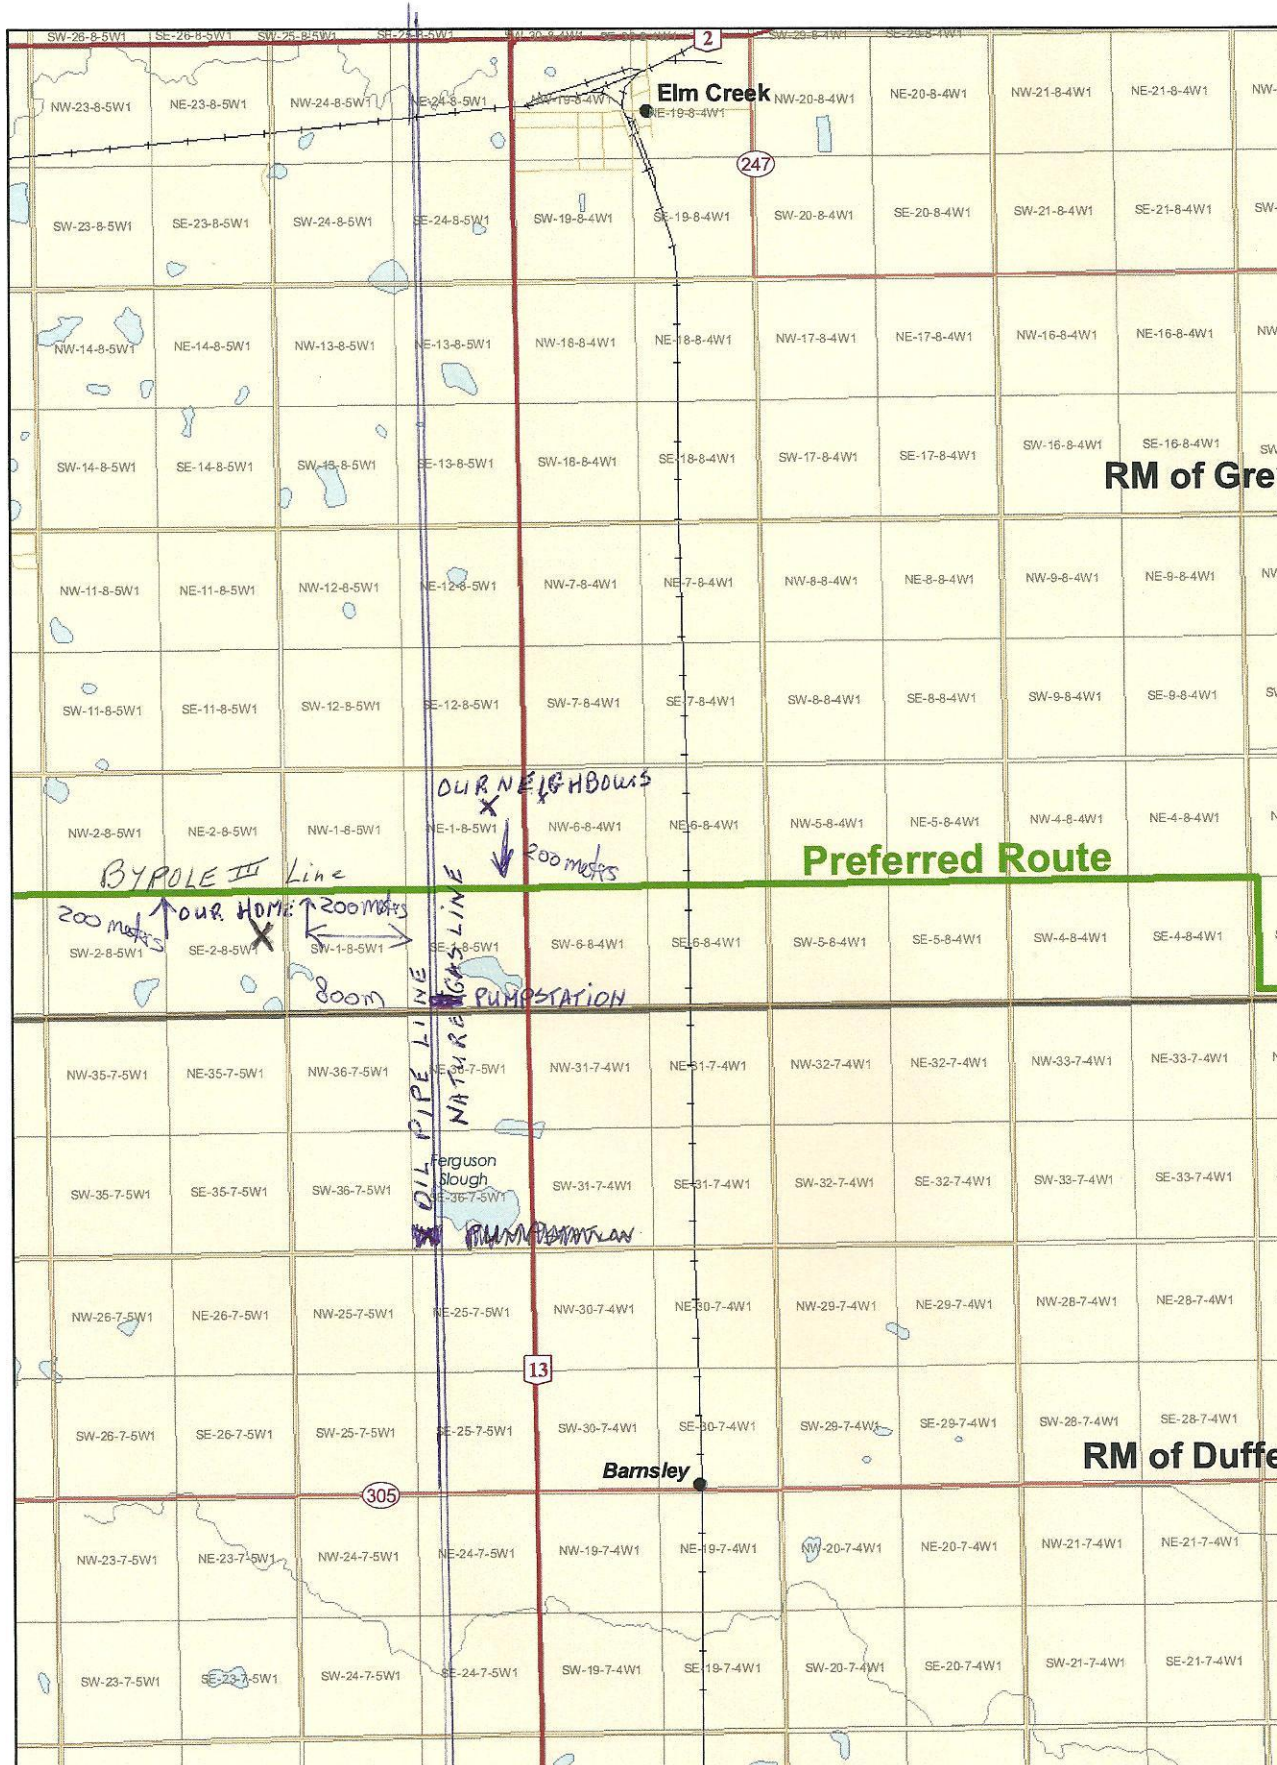 SW-26-8-5W1 SE-26-8-5W1 SW-25-8-5W1 SE-25-8-5W1 SW-30-8-4W1 SE-30-8-4W1 2 SW-29-8-4W1 SE-29-8-4W1
NW-23-8-5W1 NE-23-8-5W1 NW-24-8-5W1 NE-24-8-5W1 NW-19-8-4W1 Elm Creek NW-20-8-4W1 NE-20-8-4W1 NW-21-8-4W1 NE-21-8-4W1 NW-
NE-19-8-4W1
247
SW-23-8-5W1 SE-23-8-5W1 SW-24-8-5W1 SE-24-8-5W1 SW-19-8-4W1 SE-19-8-4W1 SW-20-8-4W1 SE-20-8-4W1 SW-21-8-4W1 SE-21-8-4W1 SW-
NW-14-8-5W1 NE-14-8-5W1 NW-13-8-5W1 NE-13-8-5W1 NW-18-8-4W1 NE-18-8-4W1 NW-17-8-4W1 NE-17-8-4W1 NW-16-8-4W1 NE-16-8-4W1 NW
SW-14-8-5W1 SE-14-8-5W1 SW-13-8-5W1 SE-13-8-5W1 SW-18-8-4W1 SE-18-8-4W1 SW-17-8-4W1 SE-17-8-4W1 SW-16-8-4W1 SE-16-8-4W1 SW
RM of Gre
NW-11-8-5W1 NE-11-8-5W1 NW-12-8-5W1 NE-12-8-5W1 NW-7-8-4W1 NE-7-8-4W1 NW-8-8-4W1 NE-8-8-4W1 NW-9-8-4W1 NE-9-8-4W1 NW
SW-11-8-5W1 SE-11-8-5W1 SW-12-8-5W1 SE-12-8-5W1 SW-7-8-4W1 SE-7-8-4W1 SW-8-8-4W1 SE-8-8-4W1 SW-9-8-4W1 SE-9-8-4W1 SW
OUR NEIGHBOURS
X x
NW-2-8-5W1 NE-2-8-5W1 NW-1-8-5W1 NE-1-8-5W1 NW-6-8-4W1 NE-6-8-4W1 NW-5-8-4W1 NE-5-8-4W1 NW-4-8-4W1 NE-4-8-4W1 N
200 meters
Preferred Route
BYPOLE III Line
200 meters OUR HOME 200 meters
X
SW-2-8-5W1 SE-2-8-5W1 SW-1-8-5W1 SE-1-8-5W1 SW-6-8-4W1 SE-6-8-4W1 SW-5-8-4W1 SE-5-8-4W1 SW-4-8-4W1 SE-4-8-4W1 S
800m PUMPSTATION
OIL PIPE LINE
NATURE GAS LINE
NW-35-7-5W1 NE-35-7-5W1 NW-36-7-5W1 NE-36-7-5W1 NW-31-7-4W1 NE-31-7-4W1 NW-32-7-4W1 NE-32-7-4W1 NW-33-7-4W1 NE-33-7-4W1 N
Ferguson
Slough
SW-35-7-5W1 SE-35-7-5W1 SW-36-7-5W1 SE-36-7-5W1 SW-31-7-4W1 SE-31-7-4W1 SW-32-7-4W1 SE-32-7-4W1 SW-33-7-4W1 SE-33-7-4W1
NW-26-7-5W1 NE-26-7-5W1 NW-25-7-5W1 NE-25-7-5W1 NW-30-7-4W1 NE-30-7-4W1 NW-29-7-4W1 NE-29-7-4W1 NW-28-7-4W1 NE-28-7-4W1
13
SW-26-7-5W1 SE-26-7-5W1 SW-25-7-5W1 SE-25-7-5W1 SW-30-7-4W1 SE-30-7-4W1 SW-29-7-4W1 SE-29-7-4W1 SW-28-7-4W1 SE-28-7-4W1
RM of Duffe
Barnsley
305
NW-23-7-5W1 NE-23-7-5W1 NW-24-7-5W1 NE-24-7-5W1 NW-19-7-4W1 NE-19-7-4W1 NW-20-7-4W1 NE-20-7-4W1 NW-21-7-4W1 NE-21-7-4W1
SW-23-7-5W1 SE-23-7-5W1 SW-24-7-5W1 SE-24-7-5W1 SW-19-7-4W1 SE-19-7-4W1 SW-20-7-4W1 SE-20-7-4W1 SW-21-7-4W1 SE-21-7-4W1